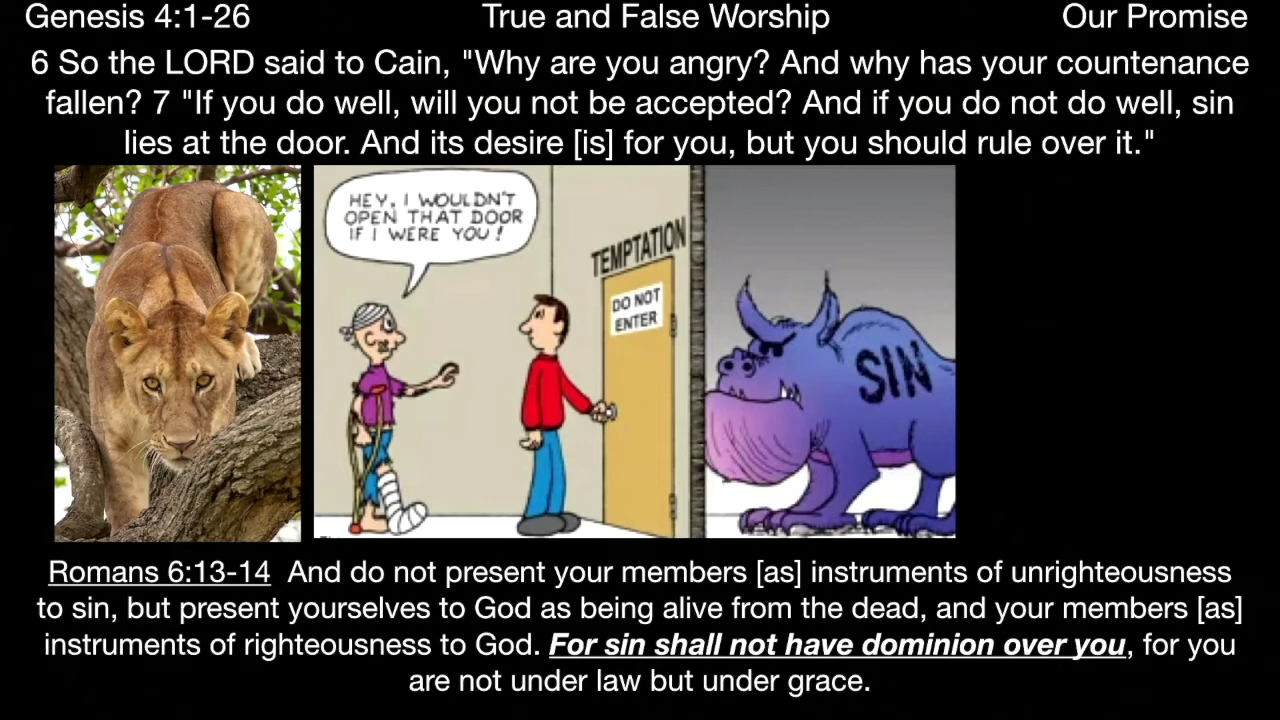 Genesis 4:1-26 True and False Worship Our Promise
6 So the LORD said to Cain, "Why are you angry? And why has your countenance
fallen? 7 "If you do well, will you not be accepted? And if you do not do well, sin
lies at the door. And its desire [is] for you, but you should rule over it."
HEY, I WOULDN'T
OPEN THAT DOOR
IF I WERE YOU!
TEMPTATION
DO NOT
ENTER
SIN
Romans 6:13-14 And do not present your members [as] instruments of unrighteousness
to sin, but present yourselves to God as being alive from the dead, and your members [as]
instruments of righteousness to God. For sin shall not have dominion over you, for you
are not under law but under grace.